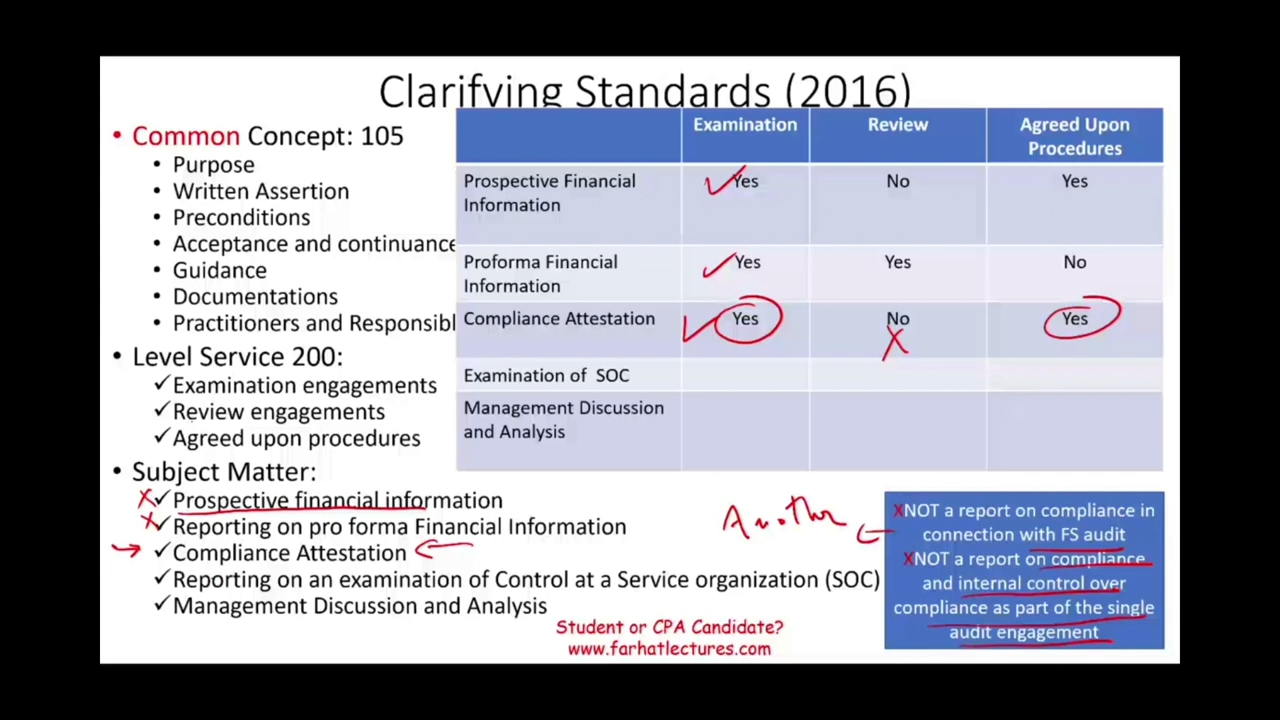 Clarifying Standards (2016)
• Common Concept: 105
• Purpose
• Written Assertion
• Preconditions
• Acceptance and continuance
• Guidance
• Documentations
• Practitioners and Responsibl
• Level Service 200:
✓Examination engagements
✓Review engagements
✓Agreed upon procedures
• Subject Matter:
X✓Prospective financial information
X✓Reporting on pro forma Financial Information
→✓Compliance Attestation ←
✓Reporting on an examination of Control at a Service organization (SOC)
✓Management Discussion and Analysis
Examination Review Agreed Upon
Procedures
Prospective Financial ✓Yes No Yes
Information
Proforma Financial ✓Yes Yes No
Information
Compliance Attestation ✓Yes No Yes
X
Examination of SOC
Management Discussion
and Analysis
Another ←
XNOT a report on compliance in
connection with FS audit
XNOT a report on compliance
and internal control over
compliance as part of the single
audit engagement
Student or CPA Candidate?
www.farhatlectures.com